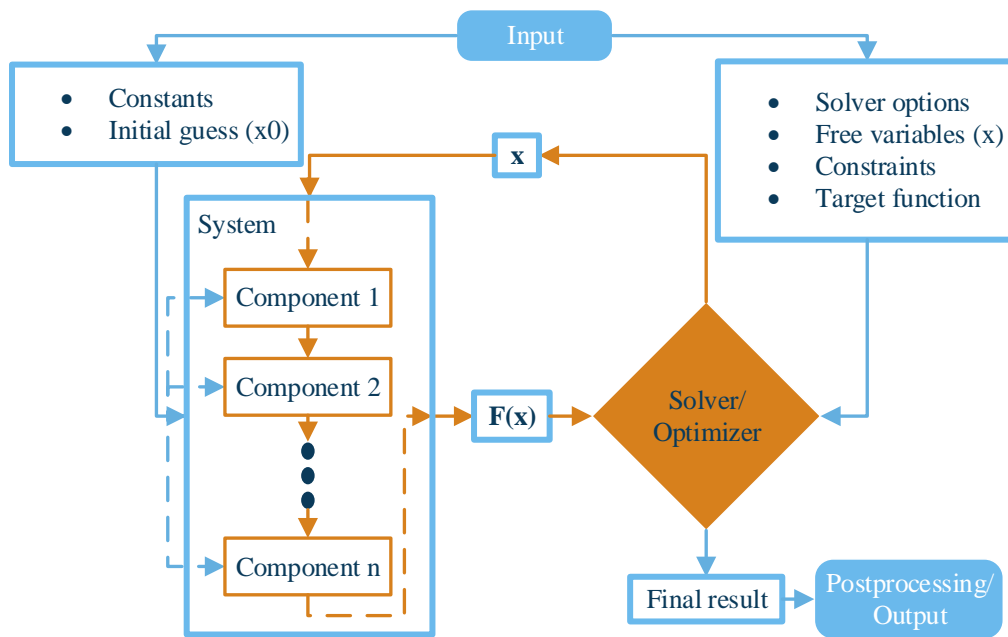 Input
• Constants
• Initial guess (x0)
• Solver options
• Free variables (x)
• Constraints
• Target function
x
System
Component 1
Component 2
Component n
F(x)
Solver/
Optimizer
Final result
Postprocessing/
Output